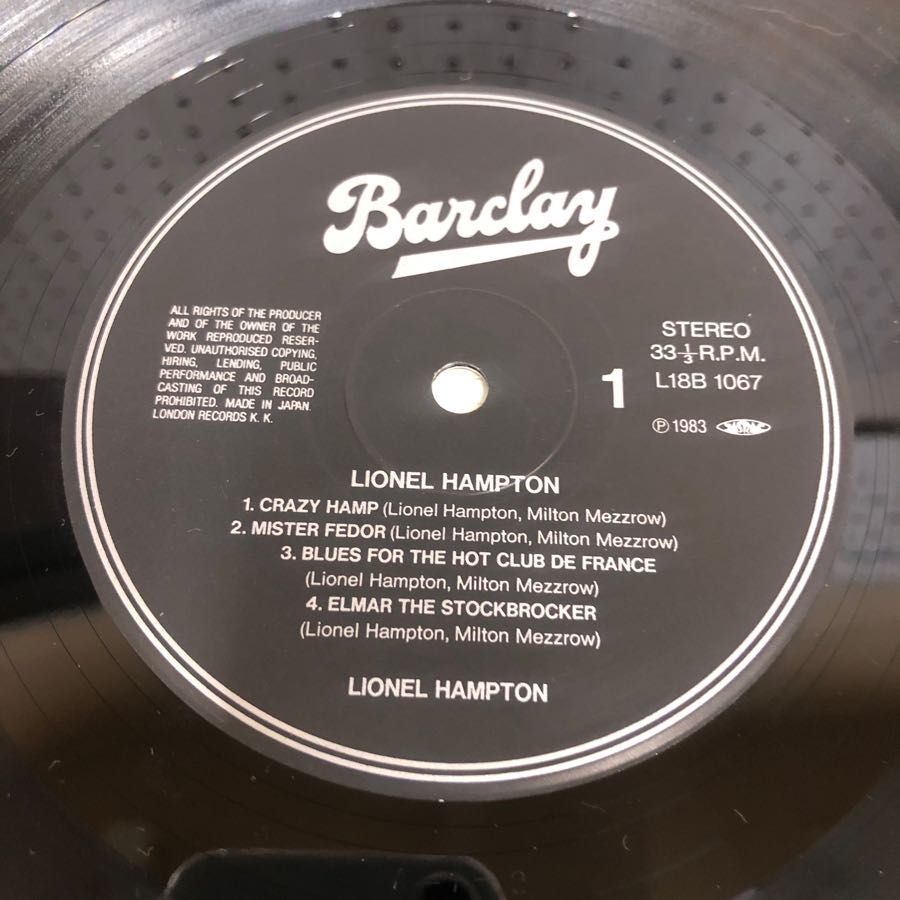 Barclay
ALL RIGHTS OF THE PRODUCER
AND OF THE OWNER OF THE
WORK REPRODUCED RESER-
VED. UNAUTHORISED COPYING,
HIRING, LENDING, PUBLIC
PERFORMANCE AND BROAD-
CASTING OF THIS RECORD
PROHIBITED. MADE IN JAPAN.
LONDON RECORDS K. K.
STEREO
33⅓ R.P.M.
1
L18B 1067
Ⓟ 1983 JASRAC
LIONEL HAMPTON
1. CRAZY HAMP (Lionel Hampton, Milton Mezzrow)
2. MISTER FEDOR (Lionel Hampton, Milton Mezzrow)
3. BLUES FOR THE HOT CLUB DE FRANCE
(Lionel Hampton, Milton Mezzrow)
4. ELMAR THE STOCKBROCKER
(Lionel Hampton, Milton Mezzrow)
LIONEL HAMPTON